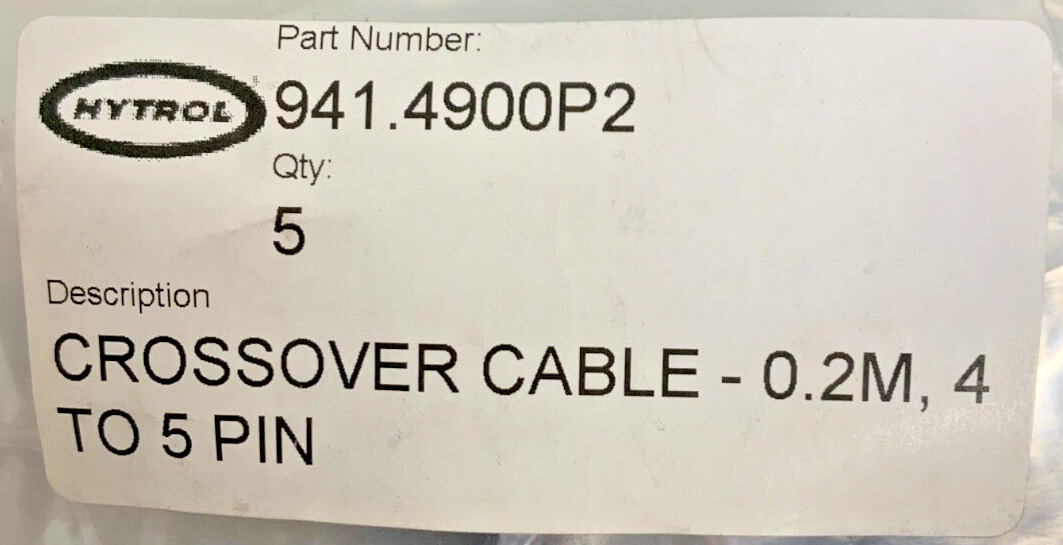 Part Number:
HYTROL
941.4900P2
Qty:
5
Description
CROSSOVER CABLE - 0.2M, 4
TO 5 PIN